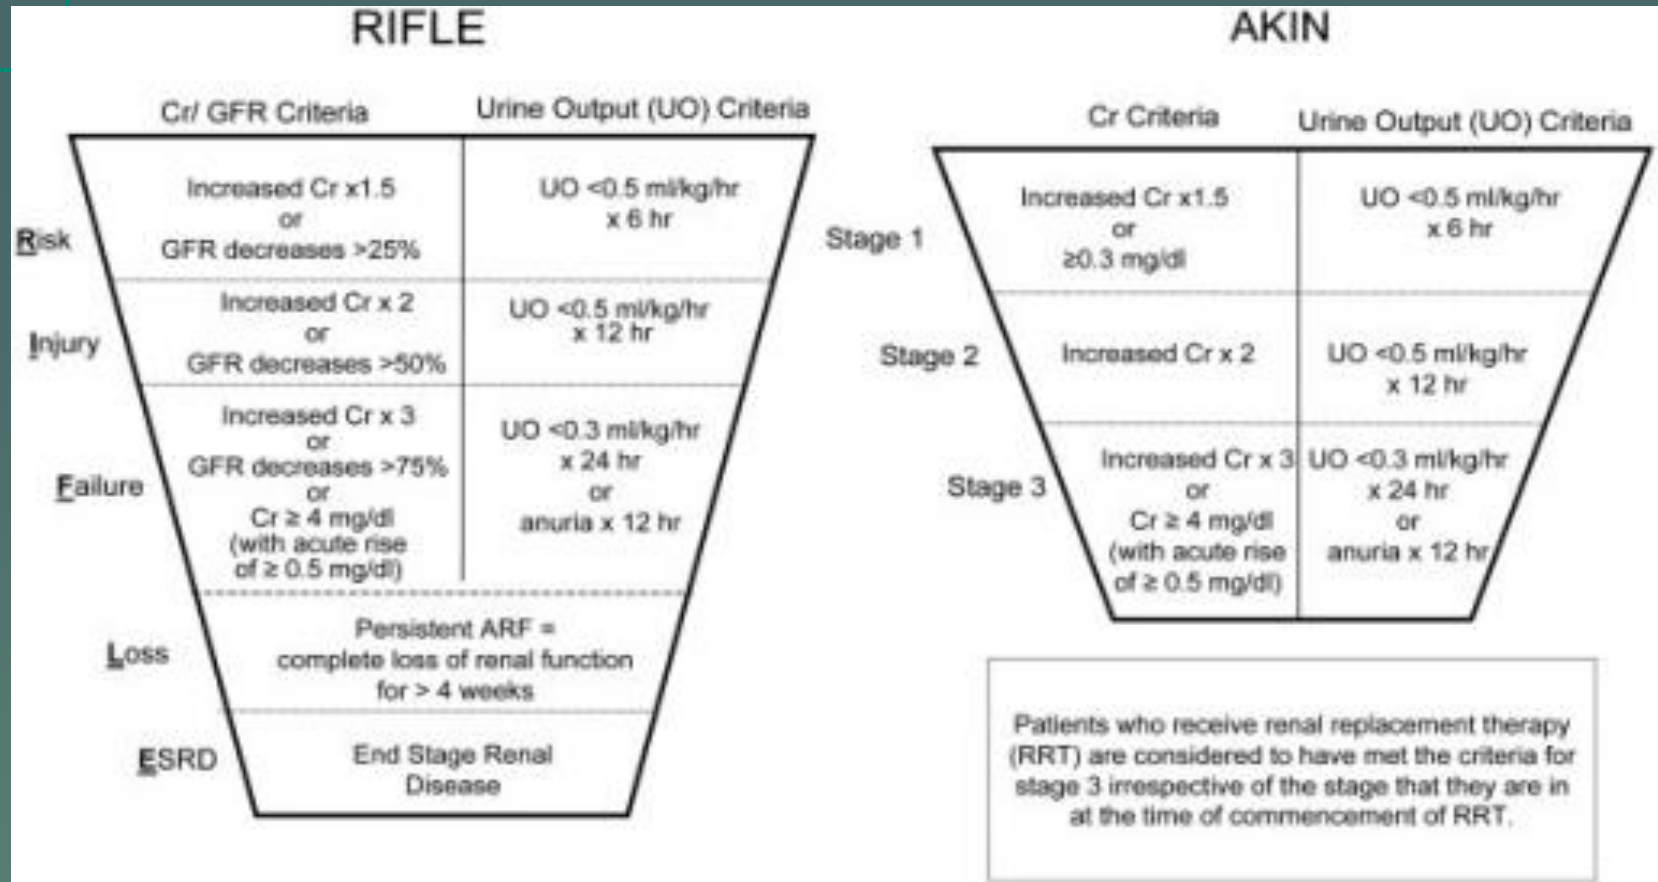 RIFLE
Cr/ GFR Criteria
Urine Output (UO) Criteria
Risk
Increased Cr x1.5
or
GFR decreases >25%
UO <0.5 ml/kg/hr
x 6 hr
Injury
Increased Cr x 2
or
GFR decreases >50%
UO <0.5 ml/kg/hr
x 12 hr
Failure
Increased Cr x 3
or
GFR decreases >75%
or
Cr ≥ 4 mg/dl
(with acute rise
of ≥ 0.5 mg/dl)
UO <0.3 ml/kg/hr
x 24 hr
or
anuria x 12 hr
Loss
Persistent ARF =
complete loss of renal function
for > 4 weeks
ESRD
End Stage Renal
Disease
AKIN
Cr Criteria
Urine Output (UO) Criteria
Stage 1
Increased Cr x1.5
or
≥0.3 mg/dl
UO <0.5 ml/kg/hr
x 6 hr
Stage 2
Increased Cr x 2
UO <0.5 ml/kg/hr
x 12 hr
Stage 3
Increased Cr x 3
or
Cr ≥ 4 mg/dl
(with acute rise
of ≥ 0.5 mg/dl)
UO <0.3 ml/kg/hr
x 24 hr
or
anuria x 12 hr
Patients who receive renal replacement therapy
(RRT) are considered to have met the criteria for
stage 3 irrespective of the stage that they are in
at the time of commencement of RRT.